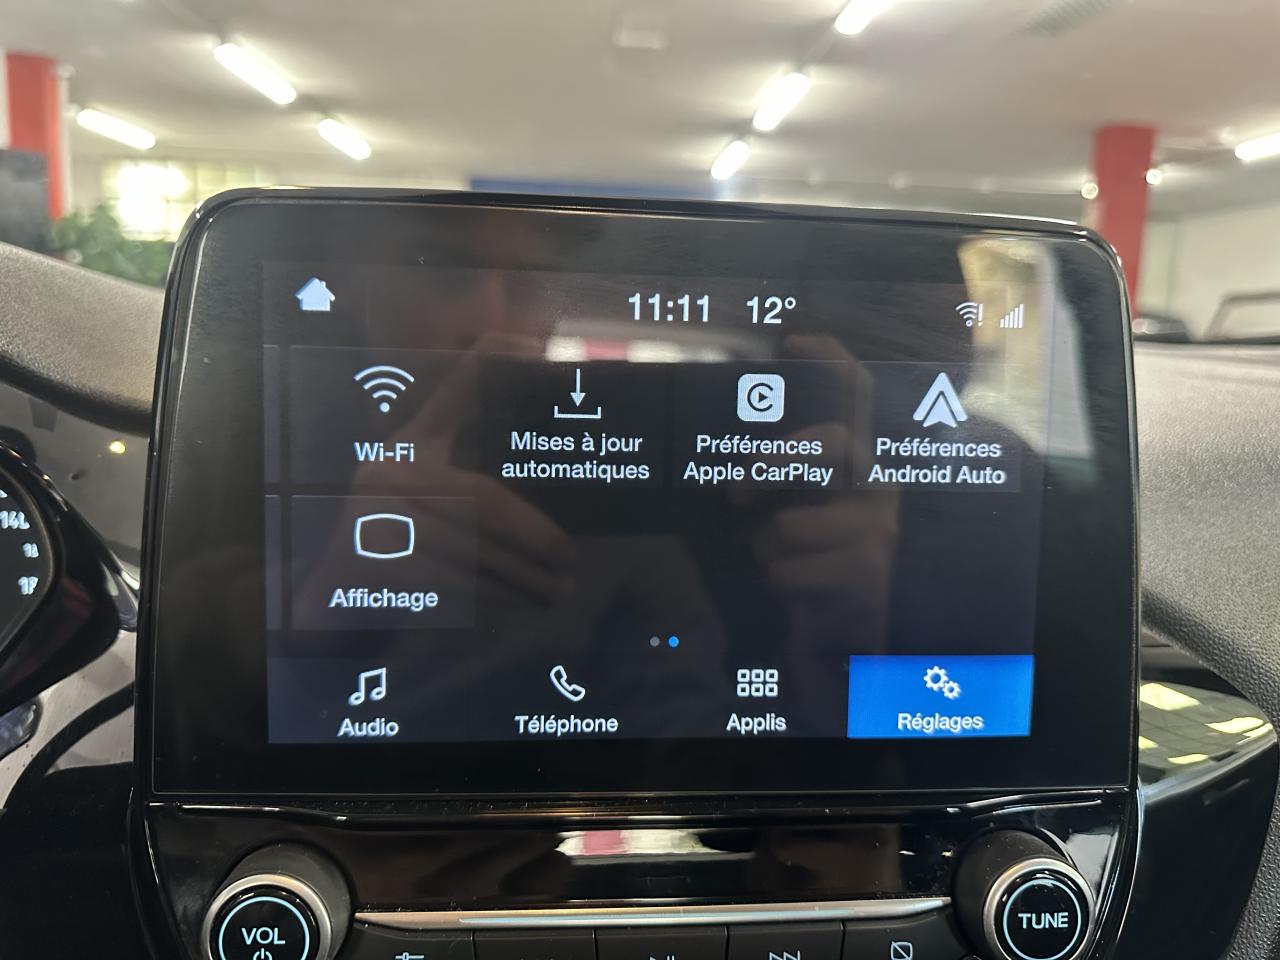 11:11 12°
Wi-Fi
Mises à jour
automatiques
Préférences
Apple CarPlay
Préférences
Android Auto
Affichage
Audio
Téléphone
Applis
Réglages
VOL
TUNE